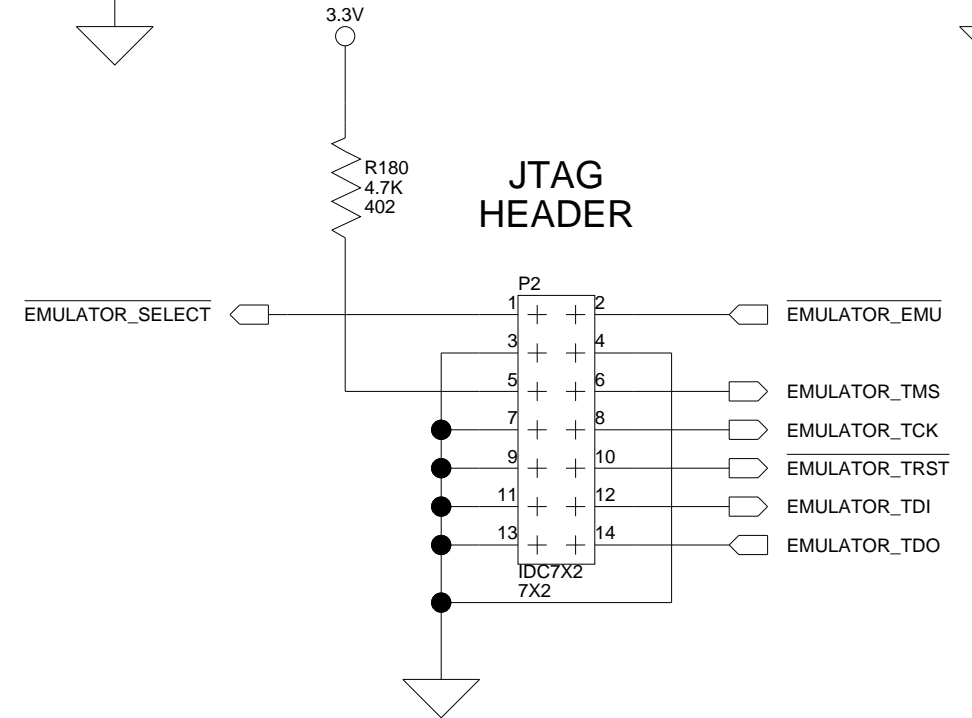 3.3V
R180
4.7K
402
JTAG
HEADER
P2
EMULATOR_SELECT
1
2
EMULATOR_EMU
3
4
5
6
EMULATOR_TMS
7
8
EMULATOR_TCK
9
10
EMULATOR_TRST
11
12
EMULATOR_TDI
13
14
EMULATOR_TDO
IDC7X2
7X2